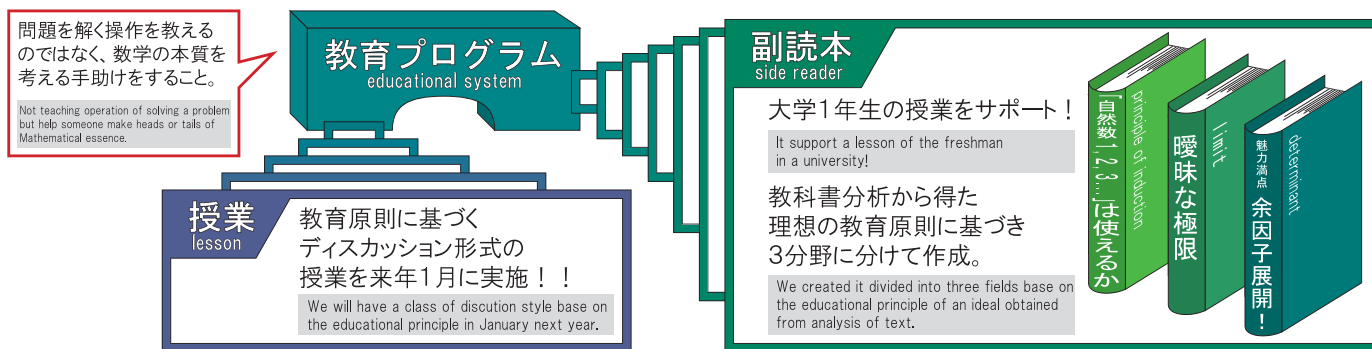 問題を解く操作を教える
のではなく、数学の本質を
考える手助けをすること。
Not teaching operation of solving a problem
but help someone make heads or tails of
Mathematical essence.
教育プログラム
educational system
授業
lesson
教育原則に基づく
ディスカッション形式の
授業を来年1月に実施!!
We will have a class of discution style base on
the educational principle in January next year.
副読本
side reader
大学1年生の授業をサポート!
It support a lesson of the freshman
in a university!
教科書分析から得た
理想の教育原則に基づき
3分野に分けて作成。
We created it divided into three fields base on
the educational principle of an ideal obtained
from analysis of text.
「自然数1,2,3...」は使えるか
principle of induction
曖昧な極限
limit
魅力満点 余因子展開!
determinant